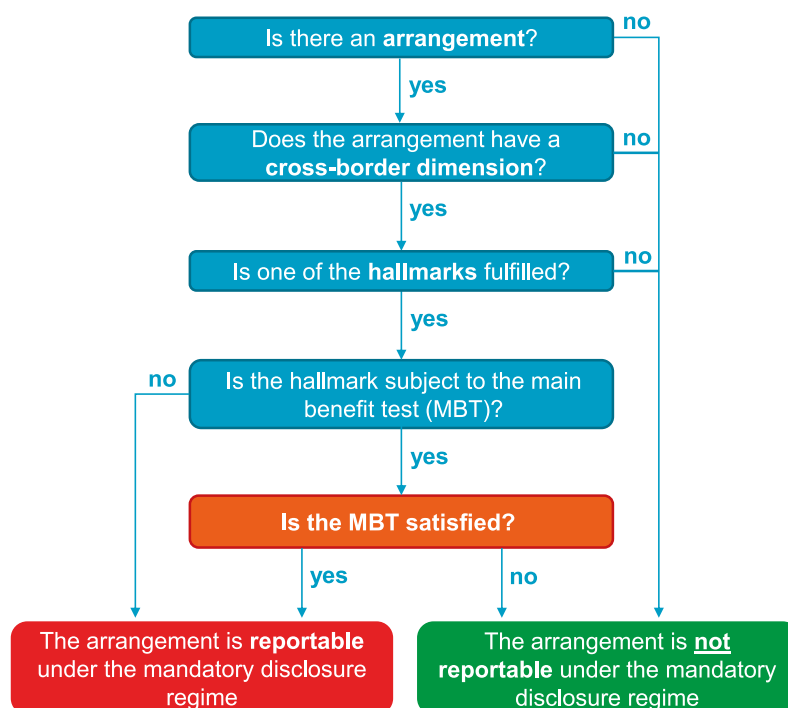 Is there an arrangement?
no
yes
Does the arrangement have a
cross-border dimension?
no
yes
Is one of the hallmarks fulfilled?
no
yes
no
Is the hallmark subject to the main
benefit test (MBT)?
yes
Is the MBT satisfied?
yes
no
The arrangement is reportable
under the mandatory disclosure
regime
The arrangement is not
reportable under the mandatory
disclosure regime